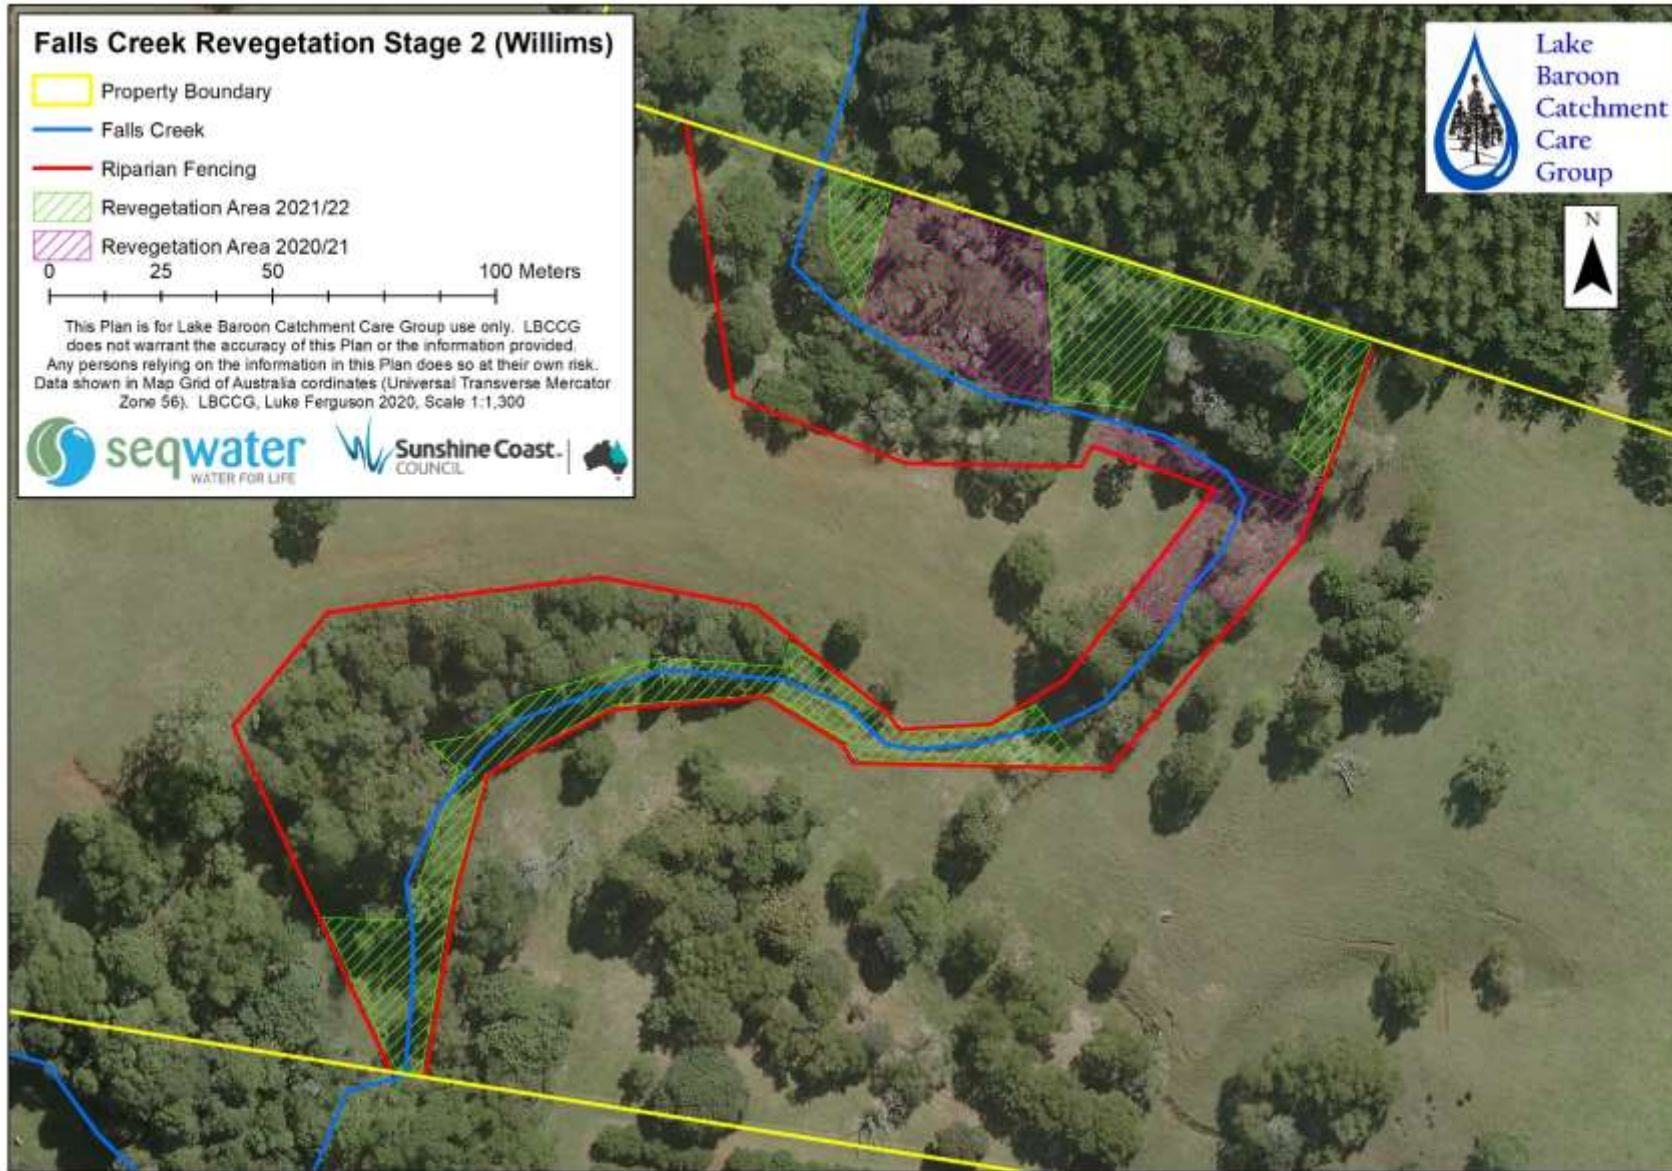 Falls Creek Revegetation Stage 2 (Willims)
Property Boundary
Falls Creek
Riparian Fencing
Revegetation Area 2021/22
Revegetation Area 2020/21
0 25 50 100 Meters
This Plan is for Lake Baroon Catchment Care Group use only. LBCCG
does not warrant the accuracy of this Plan or the information provided.
Any persons relying on the information in this Plan does so at their own risk.
Data shown in Map Grid of Australia cordinates (Universal Transverse Mercator
Zone 56). LBCCG, Luke Ferguson 2020, Scale 1:1,300
seqwater
WATER FOR LIFE
Sunshine Coast
COUNCIL
Lake
Baroon
Catchment
Care
Group
N